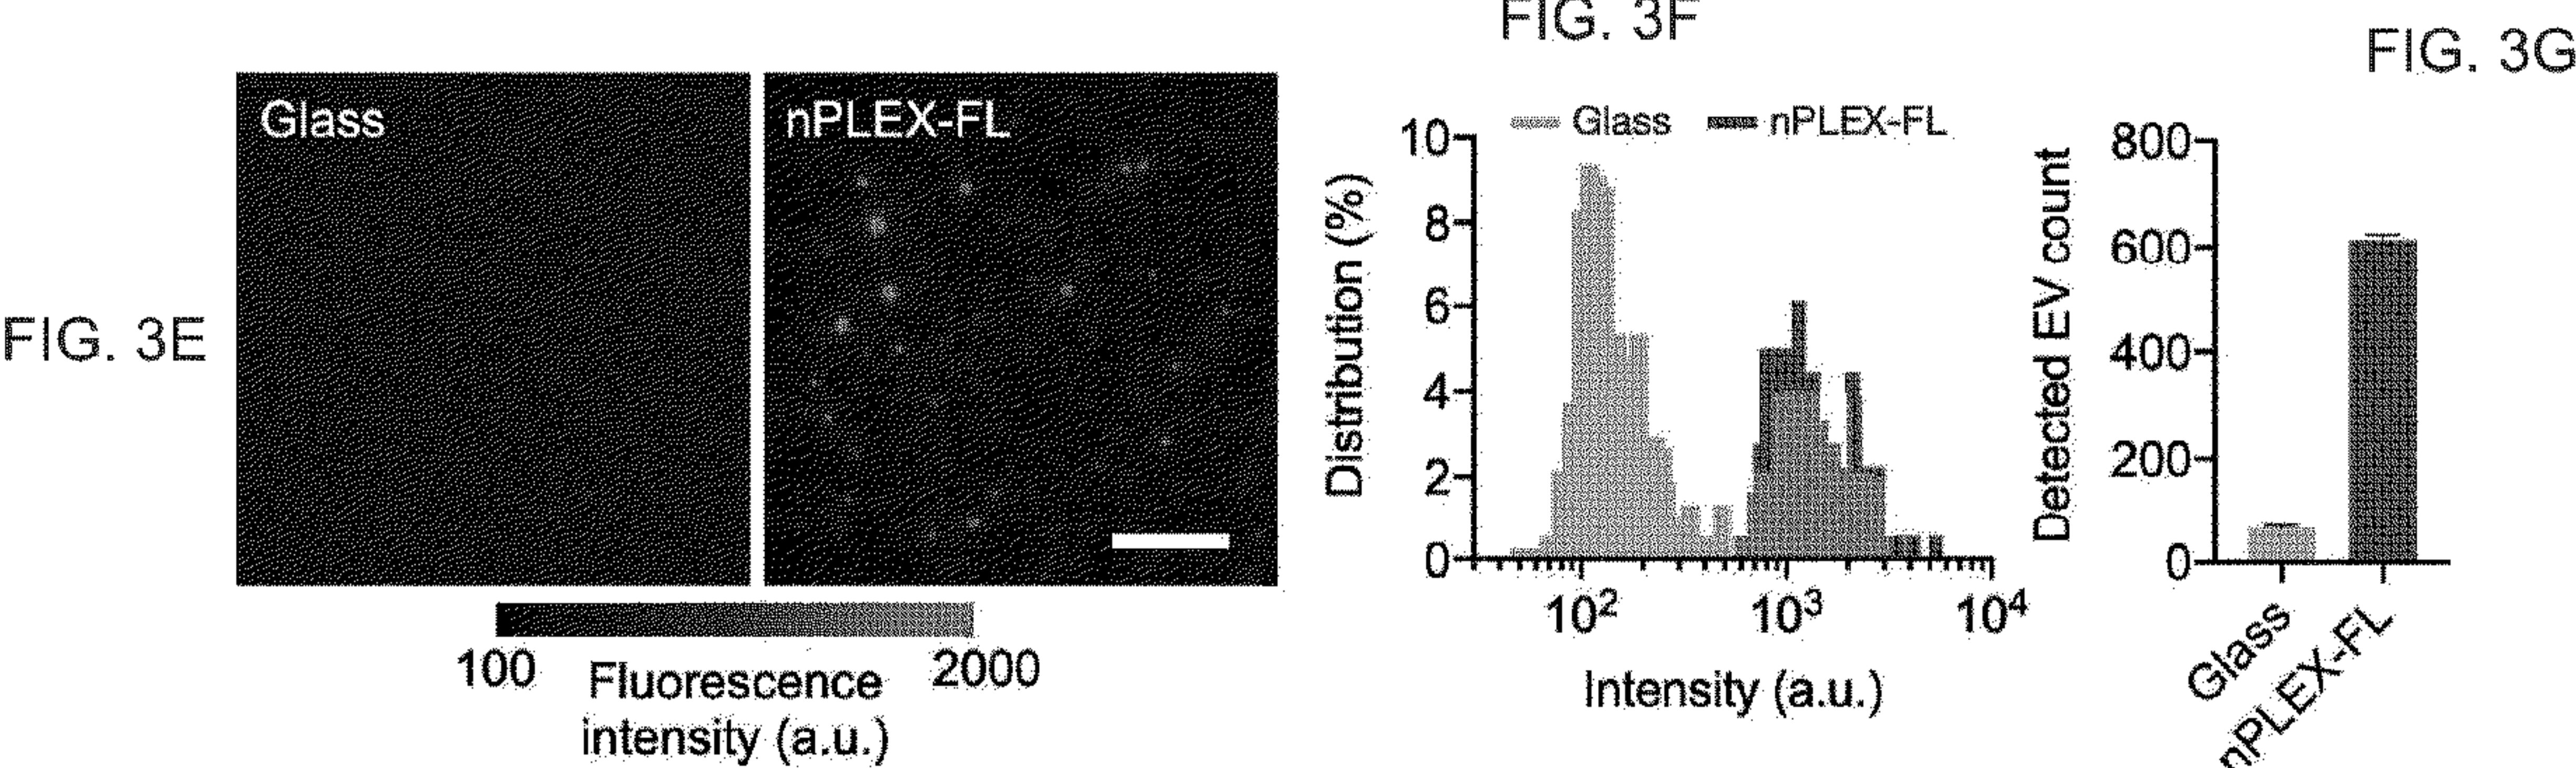 FIG. 3E
Glass
nPLEX-FL
100
2000
Fluorescence
intensity (a.u.)
FIG. 3F
Glass
nPLEX-FL
Distribution (%)
10
8
6
4
2
0
10²
10³
10⁴
Intensity (a.u.)
FIG. 3G
Detected EV count
800
600
400
200
0
Glass
nPLEX-FL